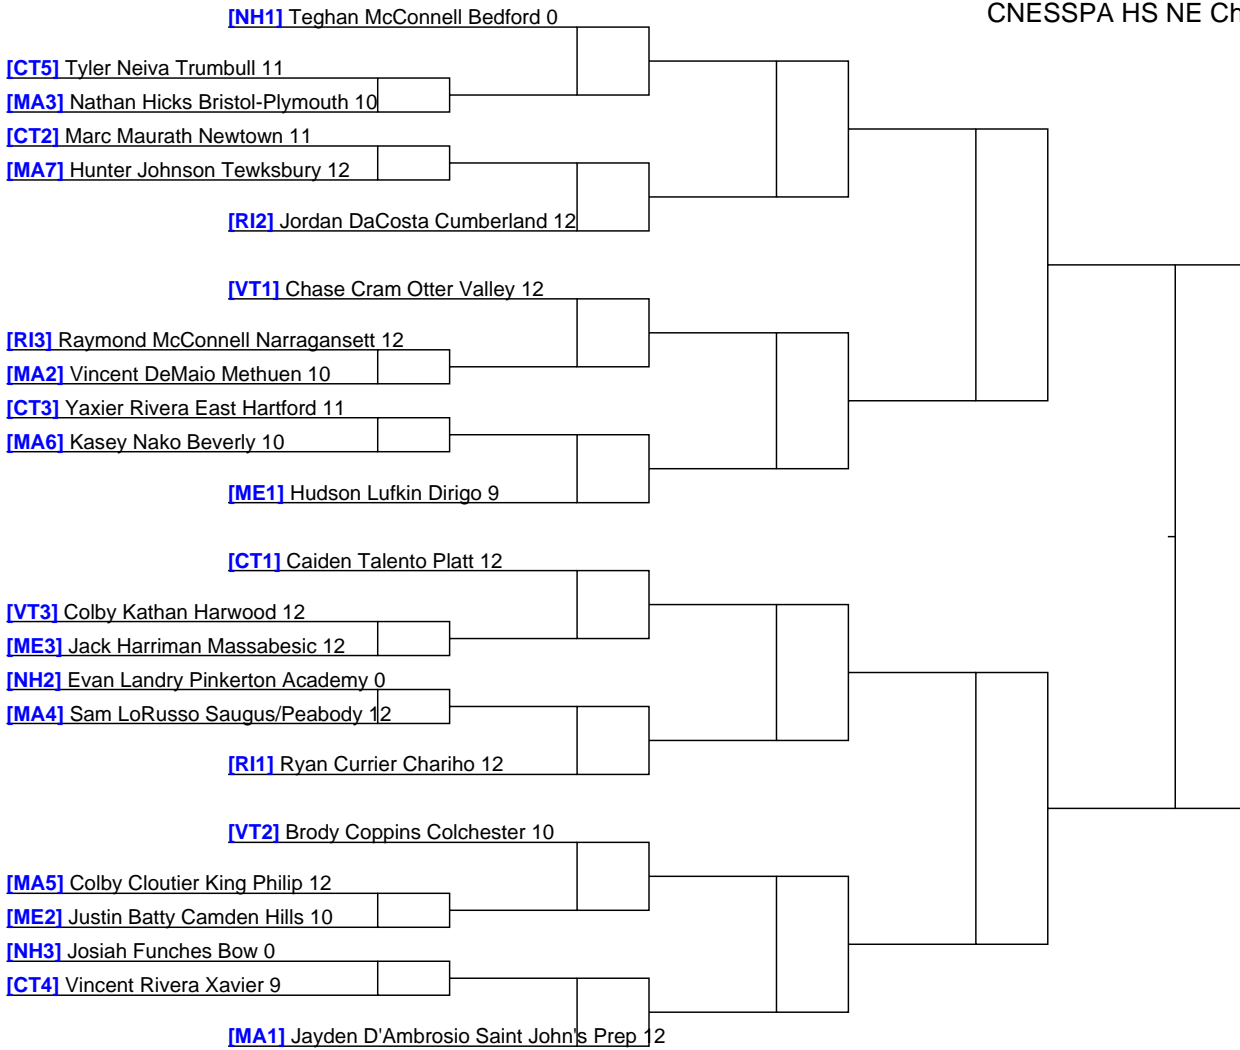 [NH1] Teghan McConnell Bedford 0
CNESSPA HS NE Ch
[CT5] Tyler Neiva Trumbull 11
[MA3] Nathan Hicks Bristol-Plymouth 10
[CT2] Marc Maurath Newtown 11
[MA7] Hunter Johnson Tewksbury 12
[RI2] Jordan DaCosta Cumberland 12
[VT1] Chase Cram Otter Valley 12
[RI3] Raymond McConnell Narragansett 12
[MA2] Vincent DeMaio Methuen 10
[CT3] Yaxier Rivera East Hartford 11
[MA6] Kasey Nako Beverly 10
[ME1] Hudson Lufkin Dirigo 9
[CT1] Caiden Talento Platt 12
[VT3] Colby Kathan Harwood 12
[ME3] Jack Harriman Massabesic 12
[NH2] Evan Landry Pinkerton Academy 0
[MA4] Sam LoRusso Saugus/Peabody 12
[RI1] Ryan Currier Chariho 12
[VT2] Brody Coppins Colchester 10
[MA5] Colby Cloutier King Philip 12
[ME2] Justin Batty Camden Hills 10
[NH3] Josiah Funches Bow 0
[CT4] Vincent Rivera Xavier 9
[MA1] Jayden D'Ambrosio Saint John's Prep 12